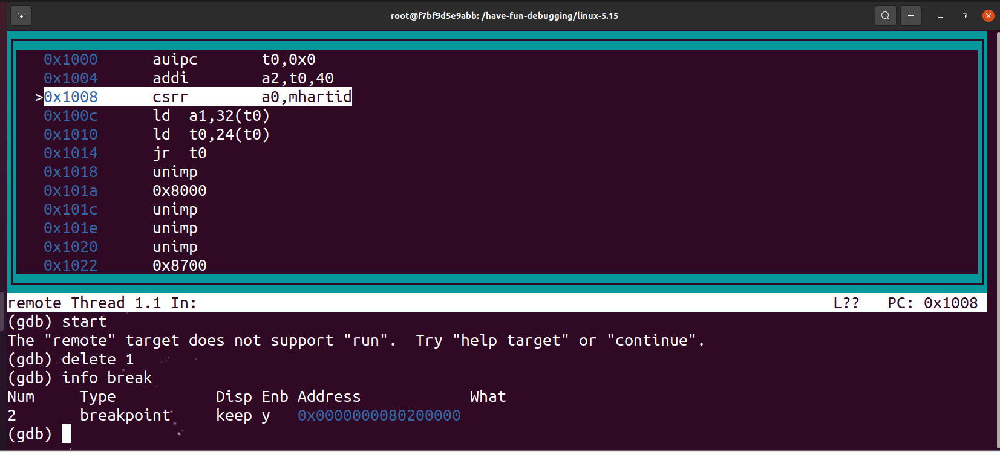 root@f7bf9d5e9abb: /have-fun-debugging/linux-5.15
0x1000 auipc t0,0x0
0x1004 addi a2,t0,40
>0x1008 csrr a0,mhartid
0x100c ld a1,32(t0)
0x1010 ld t0,24(t0)
0x1014 jr t0
0x1018 unimp
0x101a 0x8000
0x101c unimp
0x101e unimp
0x1020 unimp
0x1022 0x8700
remote Thread 1.1 In: L?? PC: 0x1008
(gdb) start
The "remote" target does not support "run". Try "help target" or "continue".
(gdb) delete 1
(gdb) info break
Num Type Disp Enb Address What
2 breakpoint keep y 0x0000000080200000
(gdb)